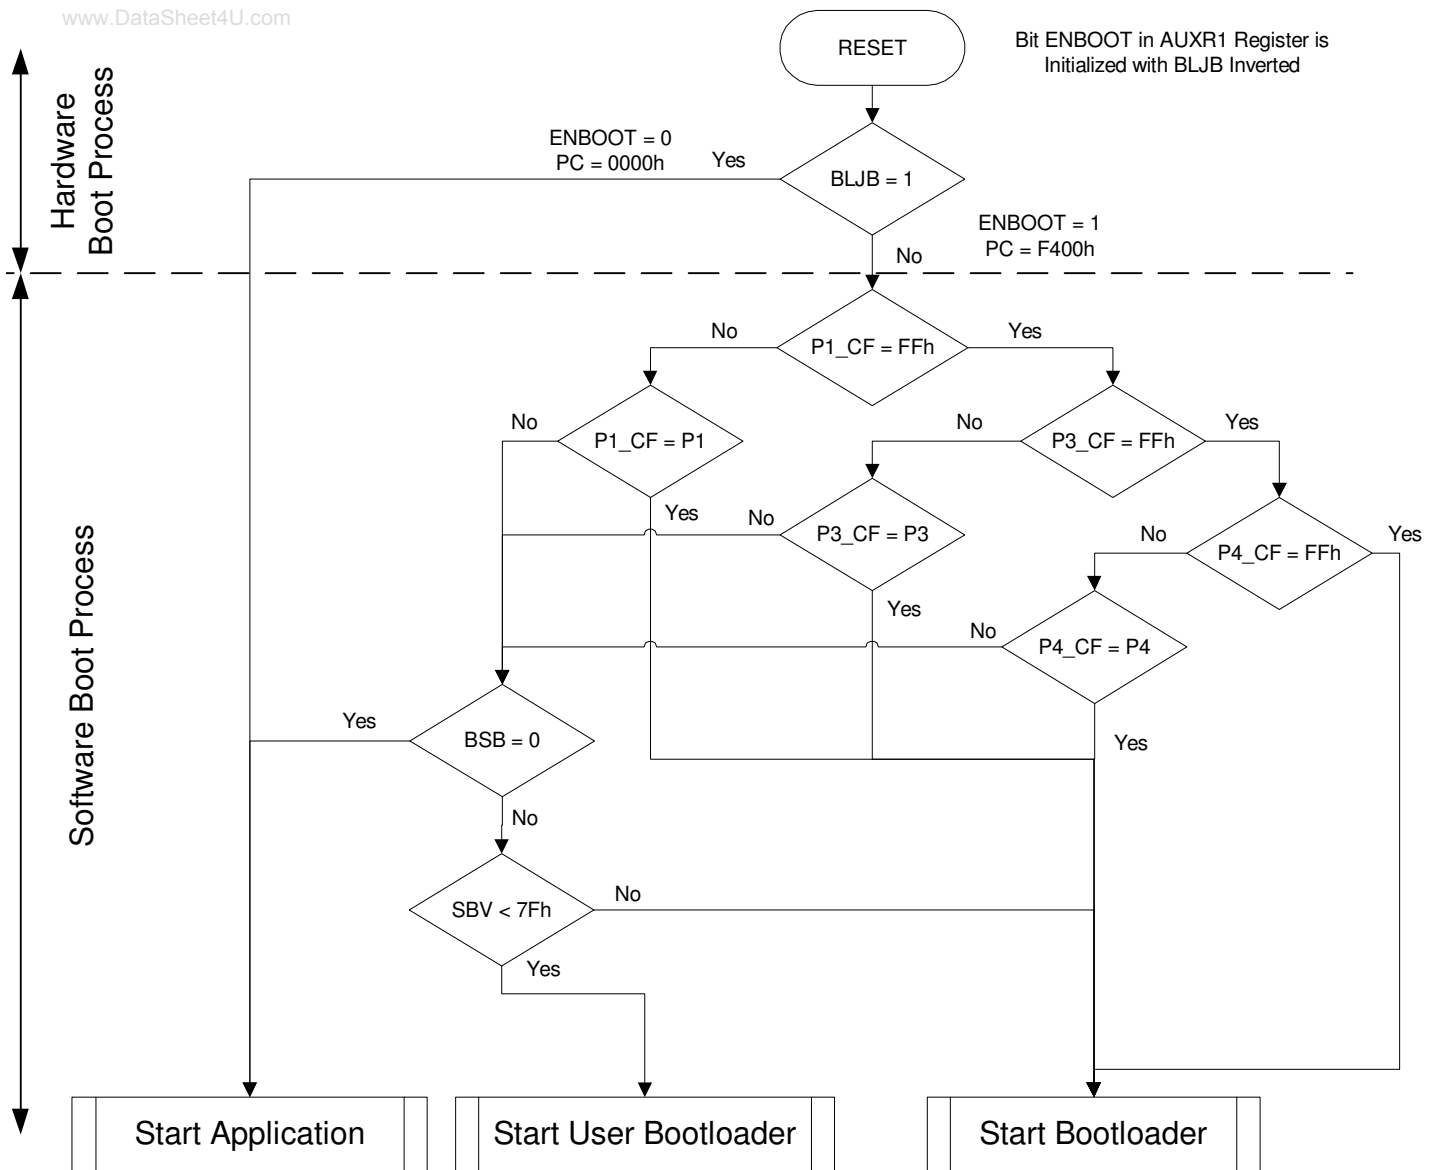 www.DataSheet4U.com
RESET
Bit ENBOOT in AUXR1 Register is
Initialized with BLJB Inverted
Hardware
Boot Process
ENBOOT = 0
PC = 0000h
Yes
BLJB = 1
ENBOOT = 1
PC = F400h
No
No
P1_CF = FFh
Yes
No
P1_CF = P1
No
P3_CF = FFh
Yes
Yes
No
P3_CF = P3
No
P4_CF = FFh
Yes
Yes
No
P4_CF = P4
Software Boot Process
Yes
BSB = 0
Yes
No
SBV < 7Fh
No
Yes
Start Application
Start User Bootloader
Start Bootloader